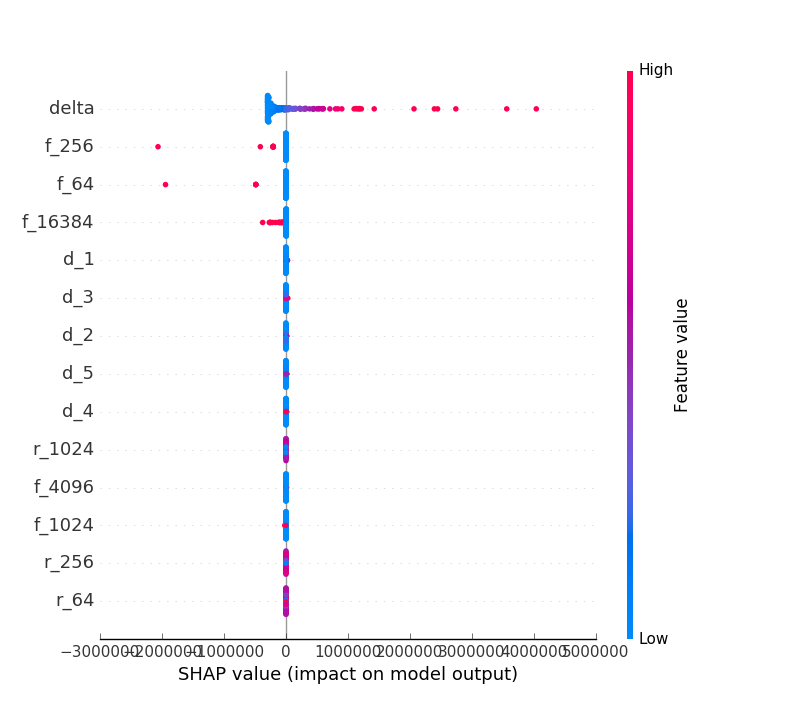 High
delta
f_256
f_64
f_16384
d_1
d_3
d_2
d_5
d_4
r_1024
f_4096
f_1024
r_256
r_64
Feature value
Low
−3000000 −2000000 −1000000 0 1000000 2000000 3000000 4000000 5000000
SHAP value (impact on model output)